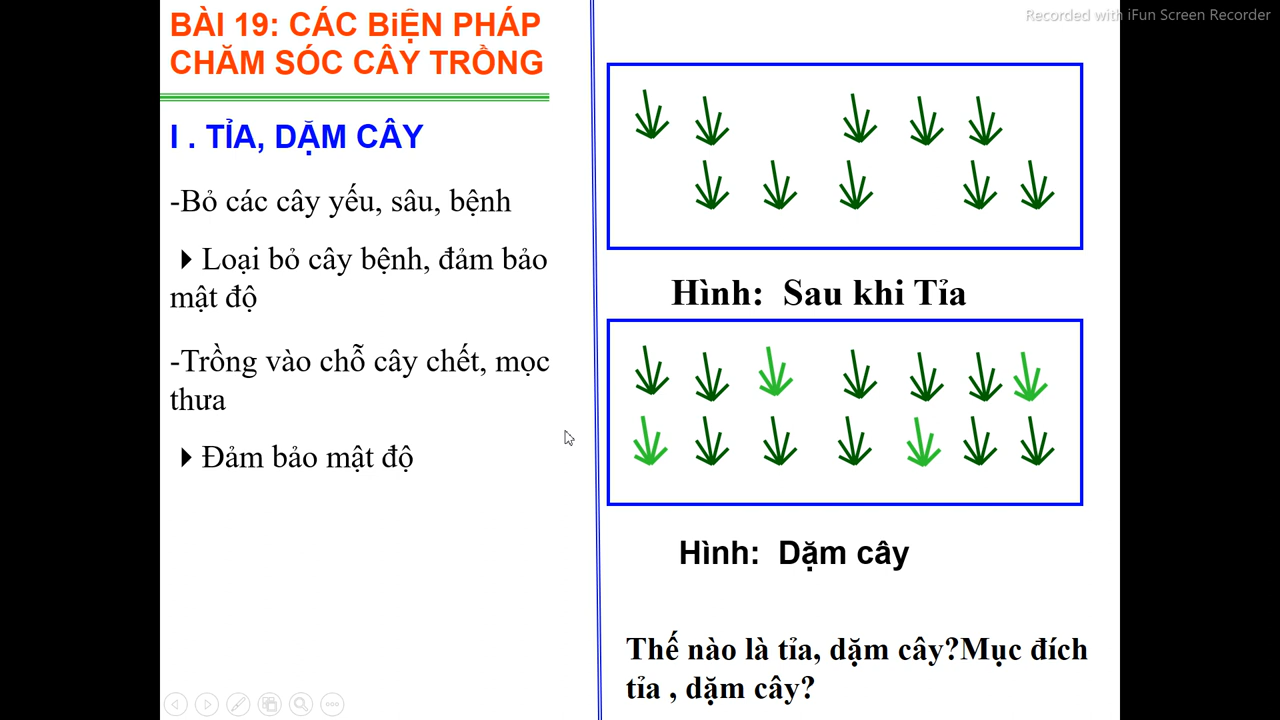 Recorded with iFun Screen Recorder
BÀI 19: CÁC BiỆN PHÁP
CHĂM SÓC CÂY TRỒNG
I . TỈA, DẶM CÂY
-Bỏ các cây yếu, sâu, bệnh
Loại bỏ cây bệnh, đảm bảo
mật độ
-Trồng vào chỗ cây chết, mọc
thưa
Đảm bảo mật độ
Hình: Sau khi Tỉa
Hình: Dặm cây
Thế nào là tỉa, dặm cây?Mục đích
tỉa , dặm cây?